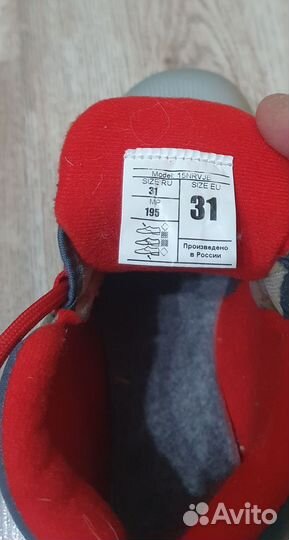 Model: 15NRVJE
SIZE RU
SIZE EU
31
31
MP
195
Произведено
в России
Avito